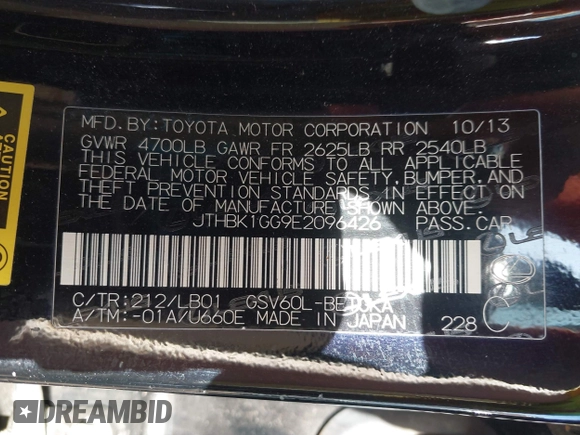 MFD. BY: TOYOTA MOTOR CORPORATION 10/13
GVWR 4700LB GAWR FR 2625LB RR 2540LB
THIS VEHICLE CONFORMS TO ALL APPLICABLE
FEDERAL MOTOR VEHICLE SAFETY, BUMPER, AND
THEFT PREVENTION STANDARDS IN EFFECT ON
THE DATE OF MANUFACTURE SHOWN ABOVE.
JTHBK1GG9E2096426 PASS. CAR
C/TR: 212/LB01 GSV60L-BETGKA
A/TM: -01A/U660E MADE IN JAPAN 228
CAUTION
DREAMBID